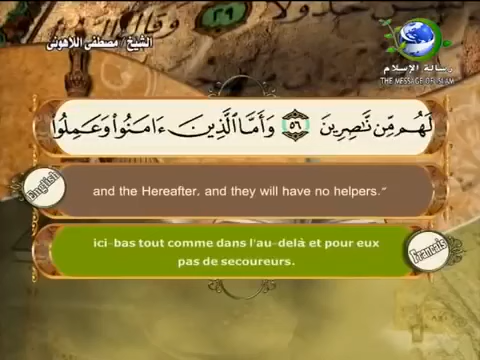 الشيخ/ مصطفى اللاهونى
رسالة الإسلام
THE MESSAGE OF ISLAM
لَهُم مِّن نَّٰصِرِينَ ٥٦ وَأَمَّا ٱلَّذِينَ ءَامَنُوا۟ وَعَمِلُوا۟
English
and the Hereafter. and they will have no helpers."
Français
ici-bas tout comme dans l'au-delà; et pour eux
pas de secoureurs.